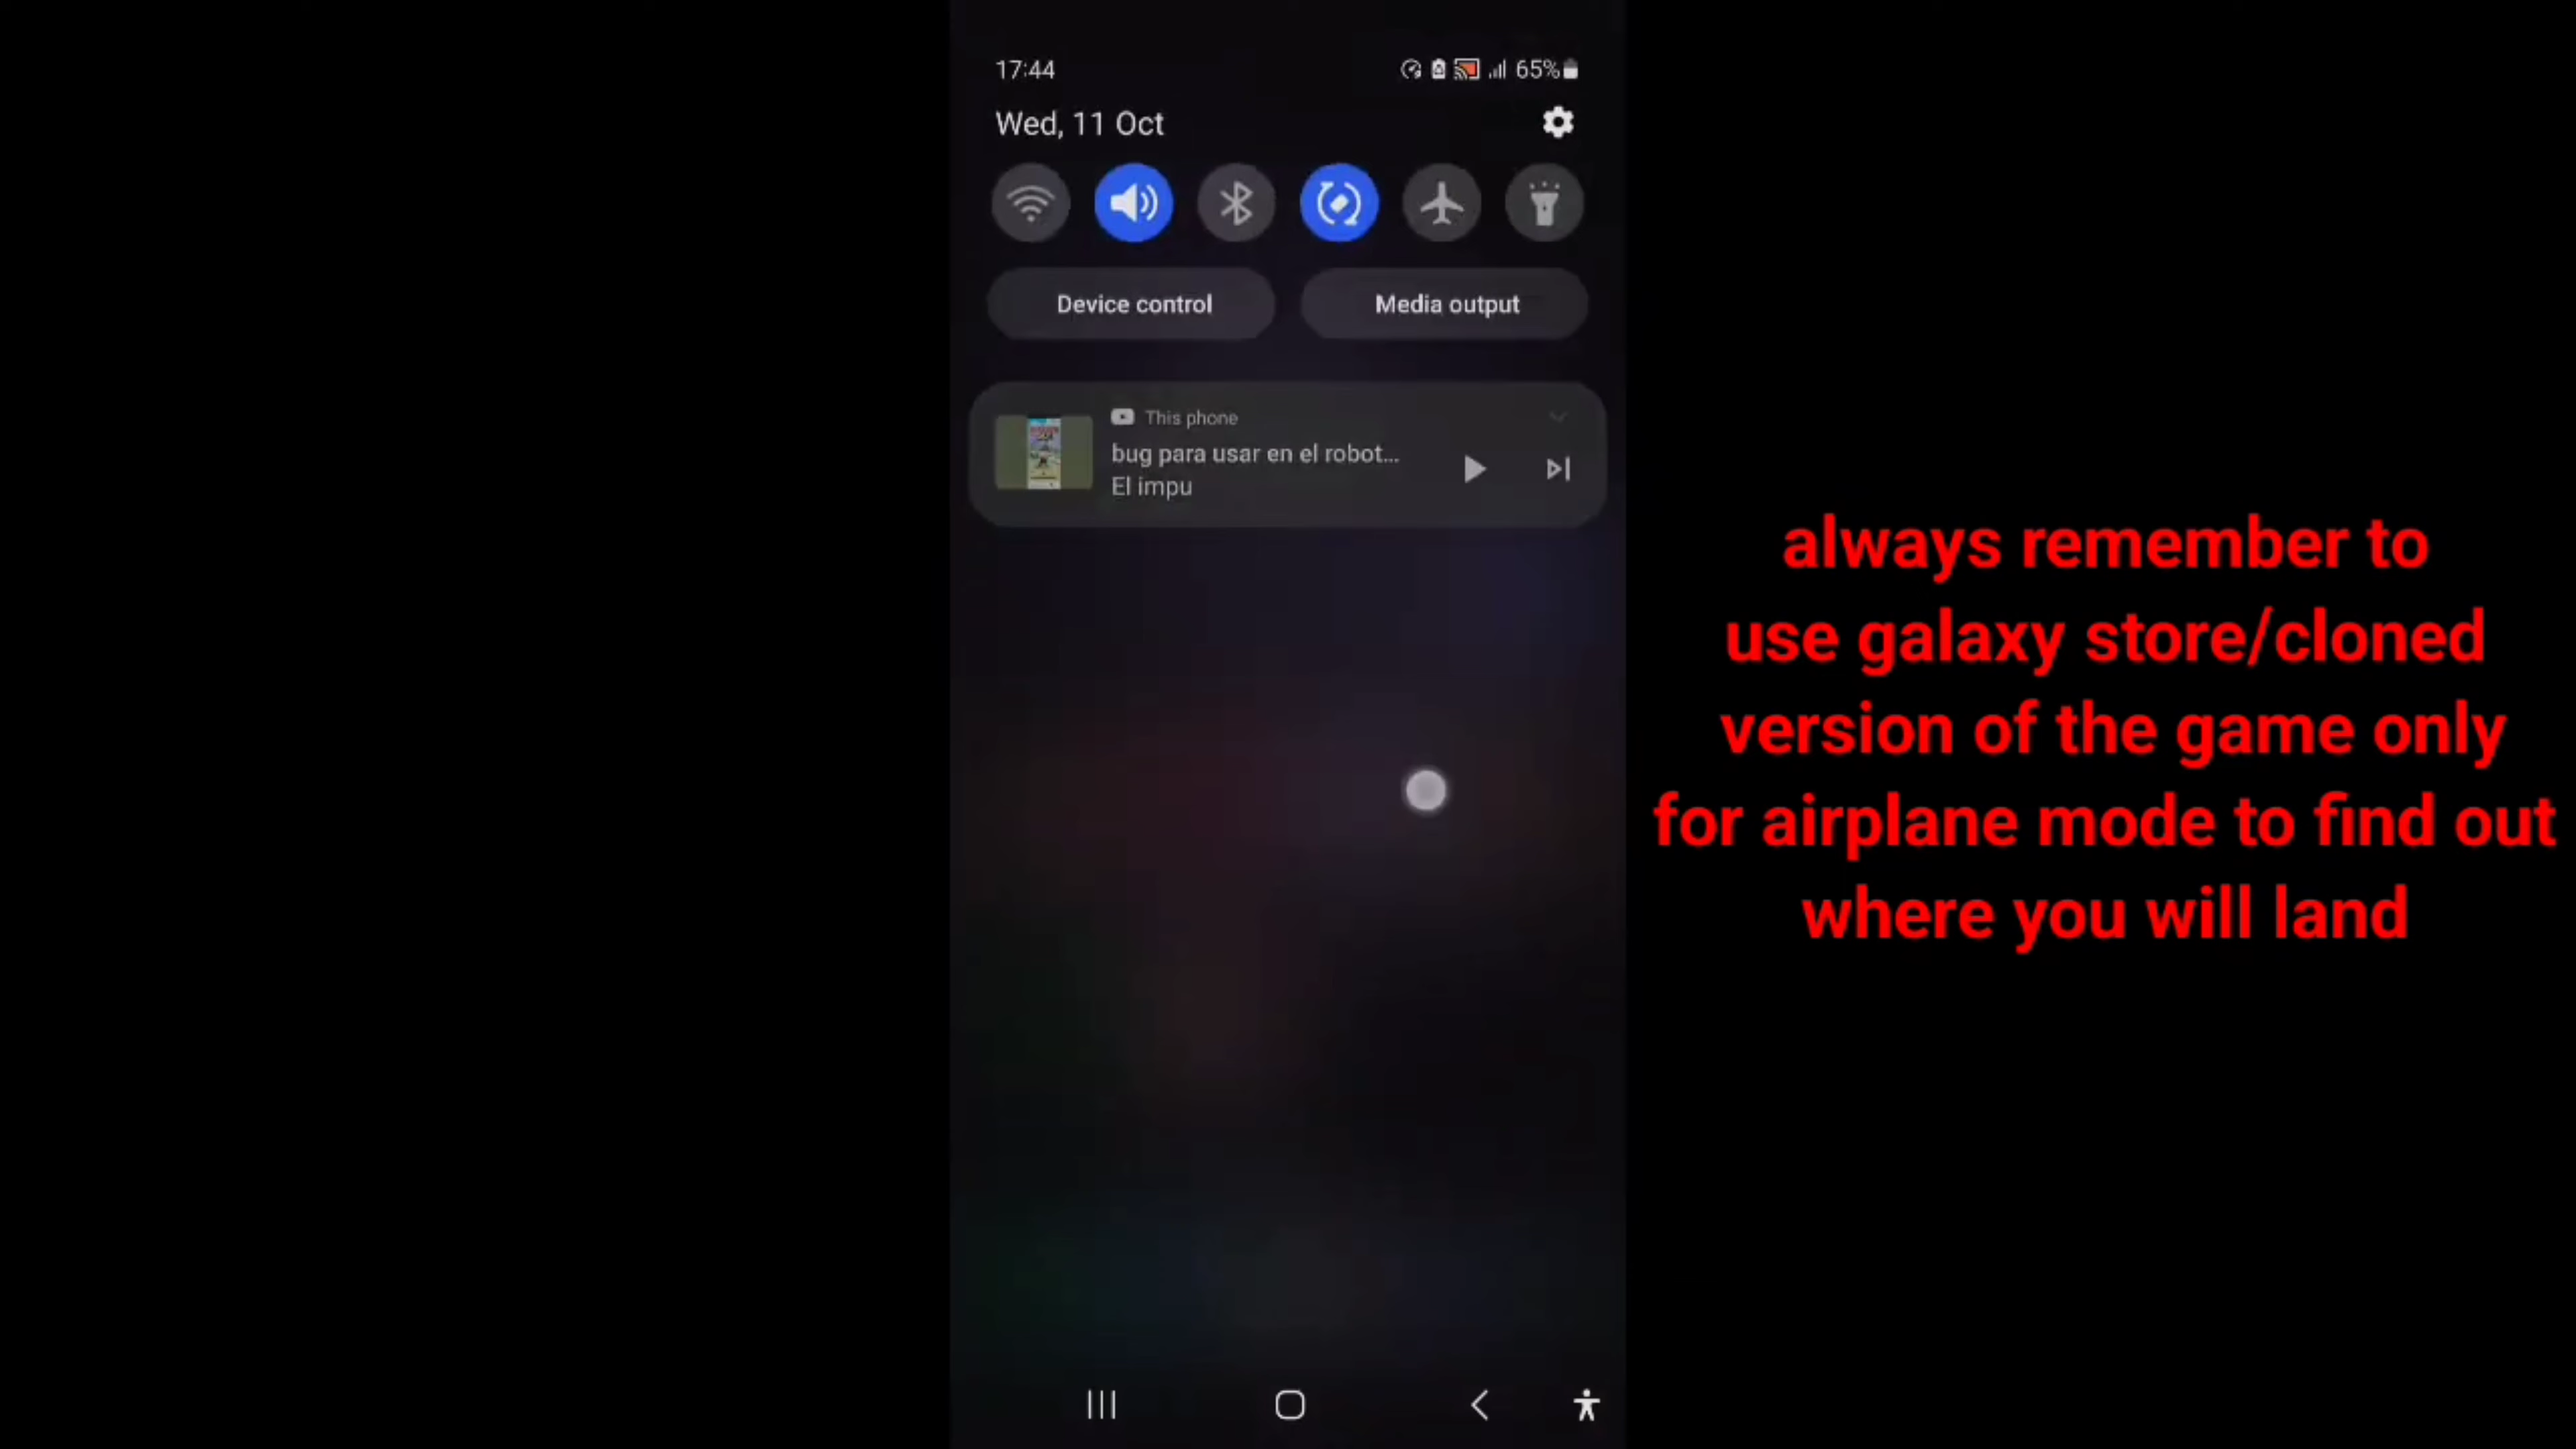 17:44
65%
Wed, 11 Oct
Device control
Media output
This phone
bug para usar en el robot...
El impu
always remember to
use galaxy store/cloned
version of the game only
for airplane mode to find out
where you will land